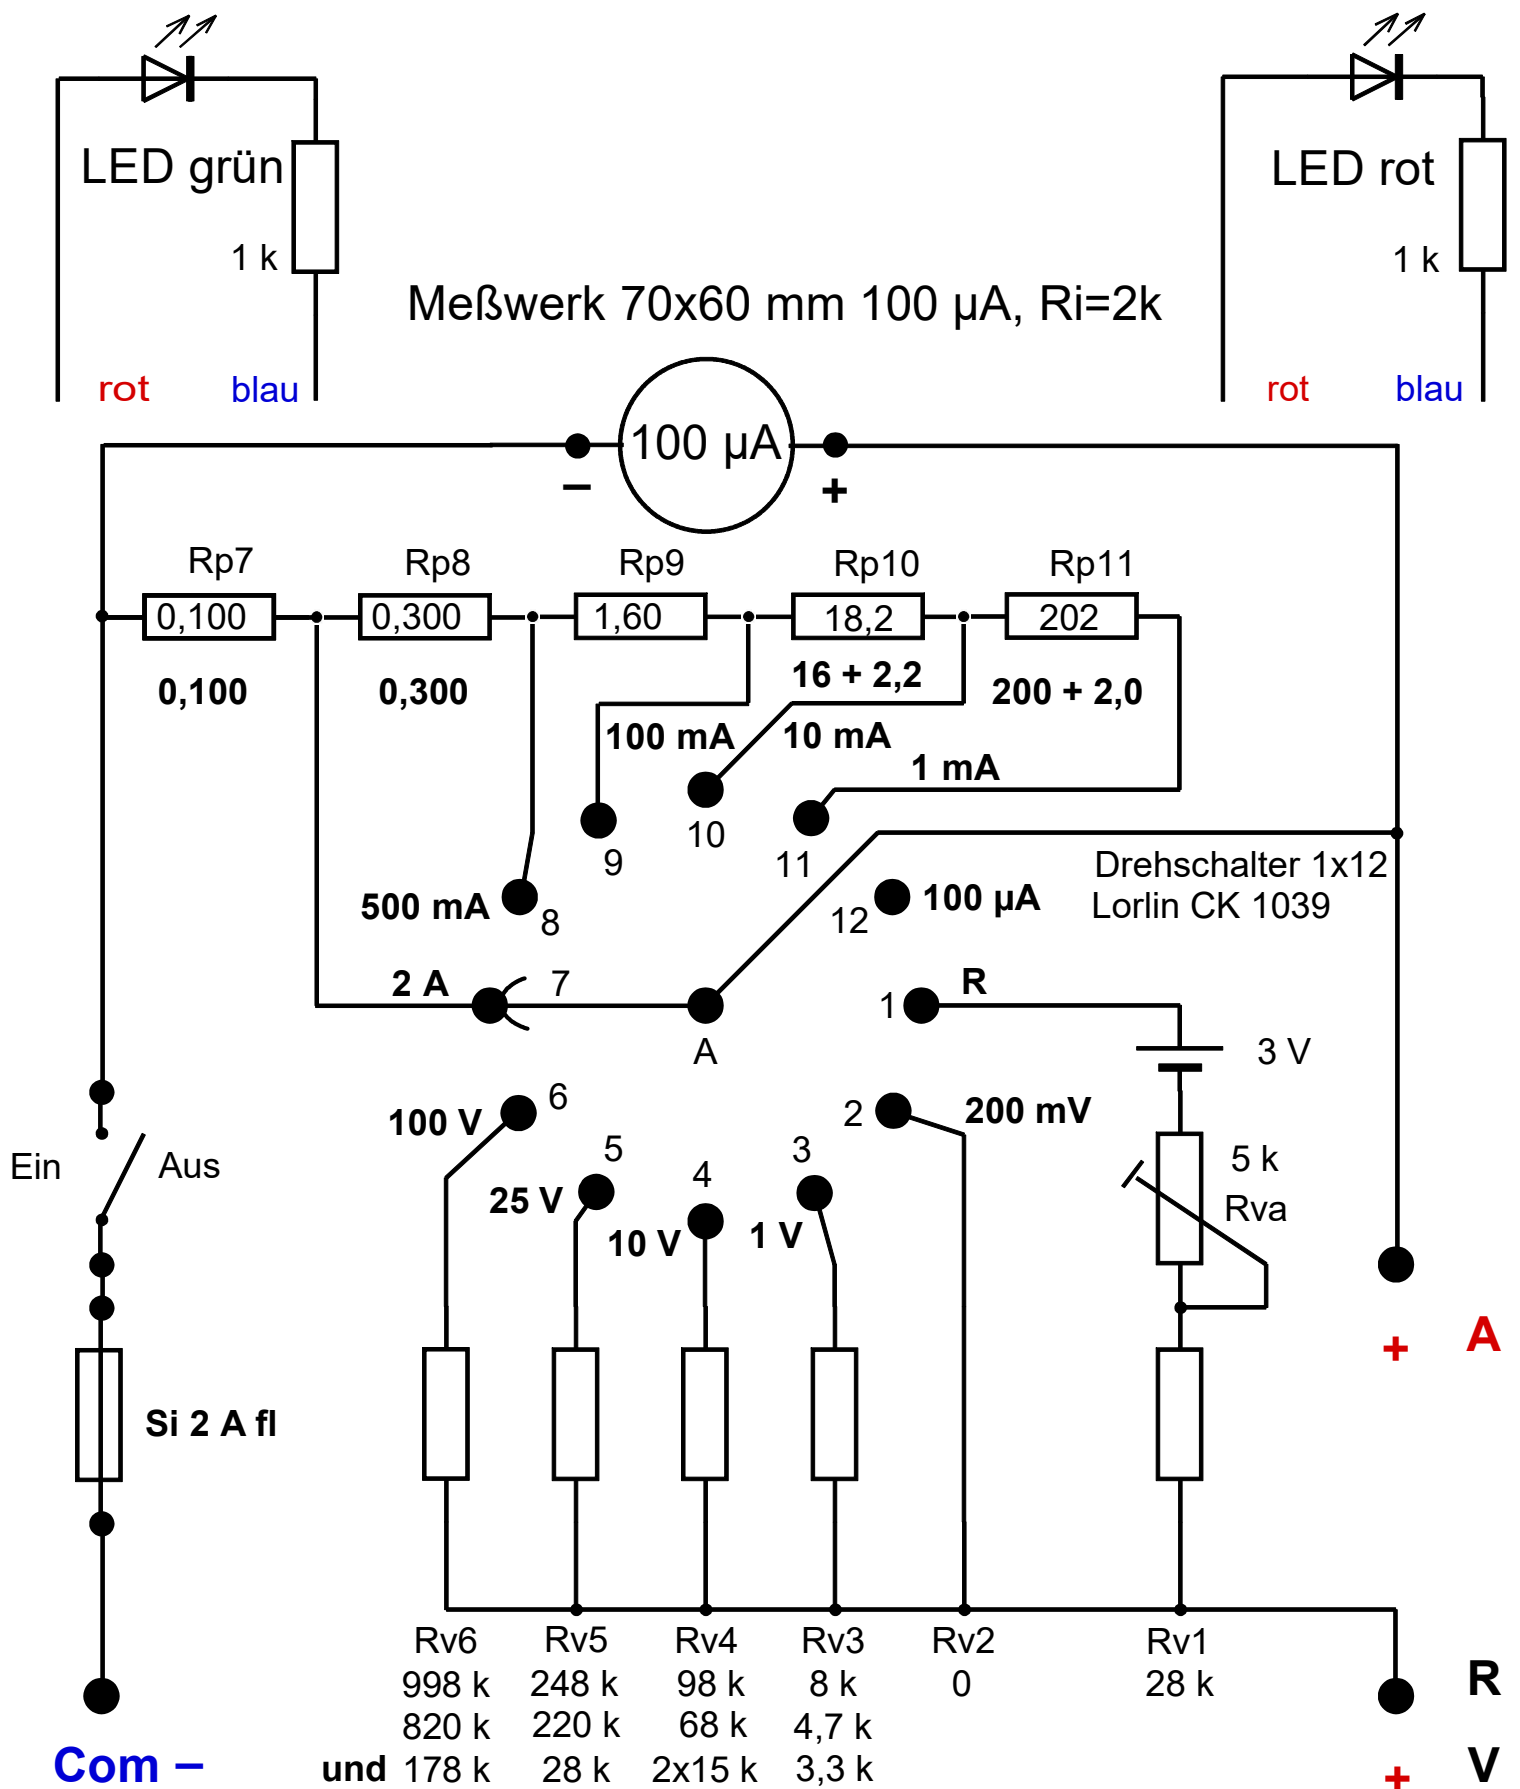 LED grün
LED rot
1 k
1 k
Meßwerk 70x60 mm 100 µA, Ri=2k
rot blau
rot blau
100 µA
– +
Rp7 Rp8 Rp9 Rp10 Rp11
0,100 0,300 1,60 18,2 202
0,100 0,300 16 + 2,2 200 + 2,0
100 mA 10 mA
1 mA
9 10 11
Drehschalter 1x12
Lorlin CK 1039
500 mA 8 12 100 µA
2 A 7 1 R
A 3 V
100 V 6 2 200 mV
Ein Aus
5 4 3
25 V 10 V 1 V
5 k
Rva
+ A
Si 2 A fl
Rv6 Rv5 Rv4 Rv3 Rv2 Rv1
998 k 248 k 98 k 8 k 0 28 k
820 k 220 k 68 k 4,7 k
und 178 k 28 k 2x15 k 3,3 k
Com –
R
+ V